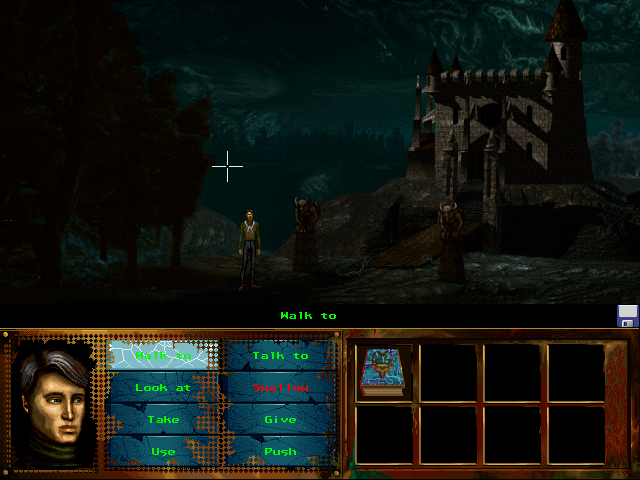 Walk to
Walk to
Talk to
Look at
Swallow
Take
Give
Use
Push